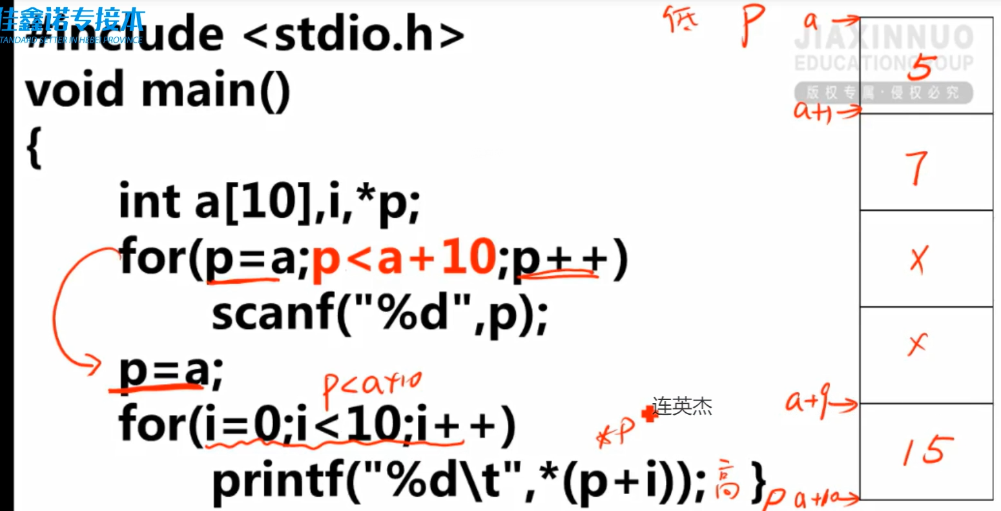 佳鑫诺专接本
#include <stdio.h>
低 P a
JIAXINNUO
EDUCATIONGROUP
版权专属·侵权必究
5
void main()
a+1
{
7
int a[10],i,*p;
for(p=a;p<a+10;p++)
x
scanf("%d",p);
x
p=a;
p<a+10
a+9
连英杰
for(i=0;i<10;i++)
*p
15
printf("%d\t",*(p+i)); 高 }
p a+10